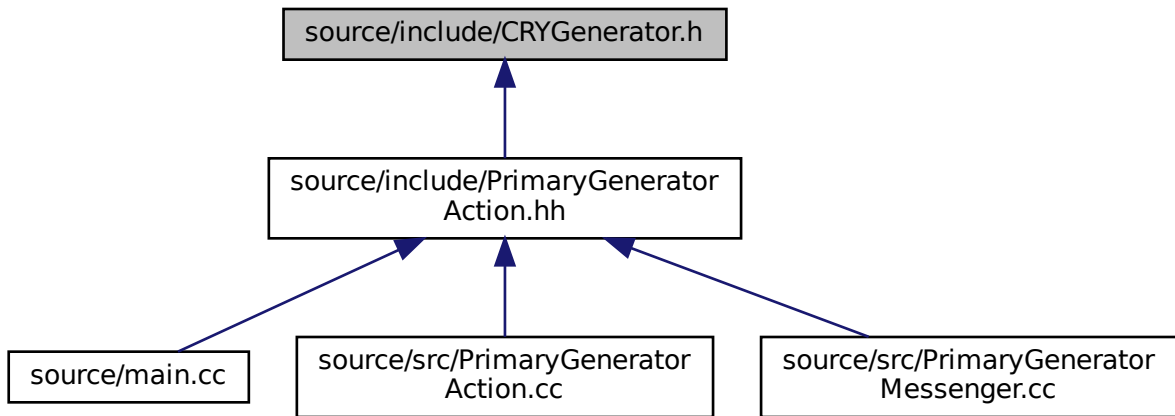 source/include/CRYGenerator.h
source/include/PrimaryGenerator
Action.hh
source/main.cc
source/src/PrimaryGenerator
Action.cc
source/src/PrimaryGenerator
Messenger.cc